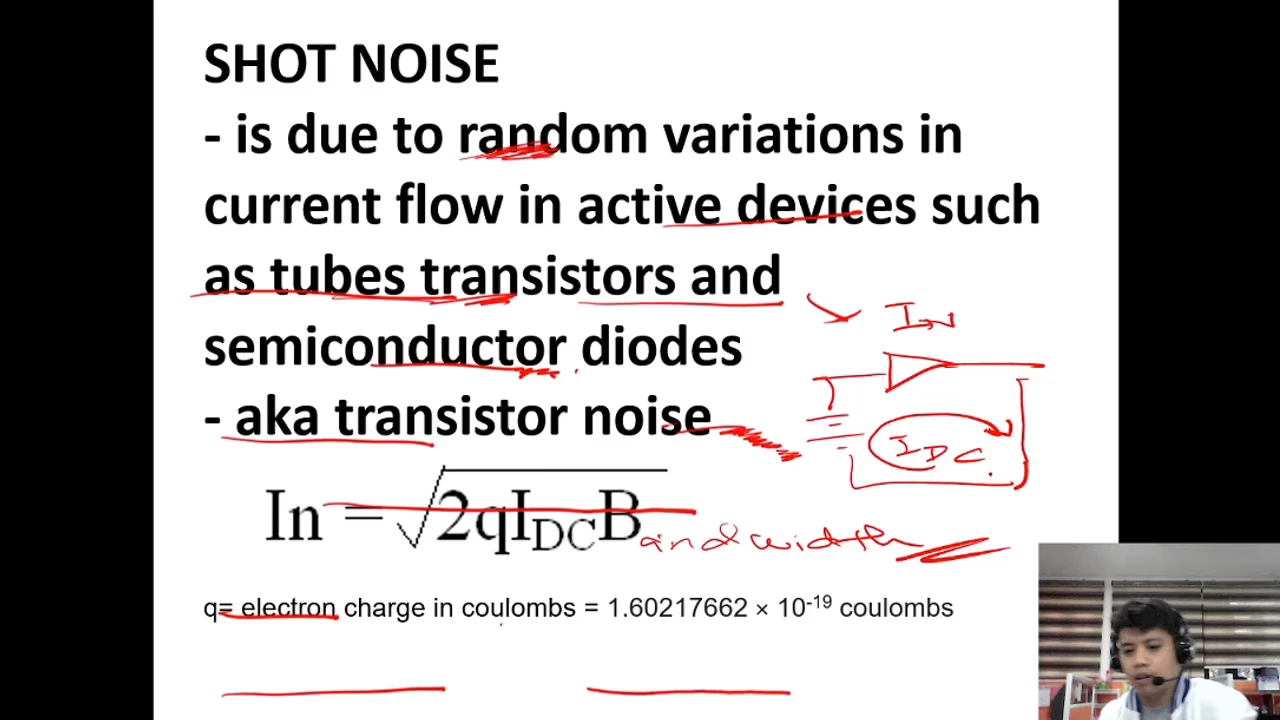 SHOT NOISE
- is due to random variations in
current flow in active devices such
as tubes transistors and
semiconductor diodes
- aka transistor noise
IN
IDC
In = √2qIDCB
andwidth
q= electron charge in coulombs = 1.60217662 × 10-19 coulombs